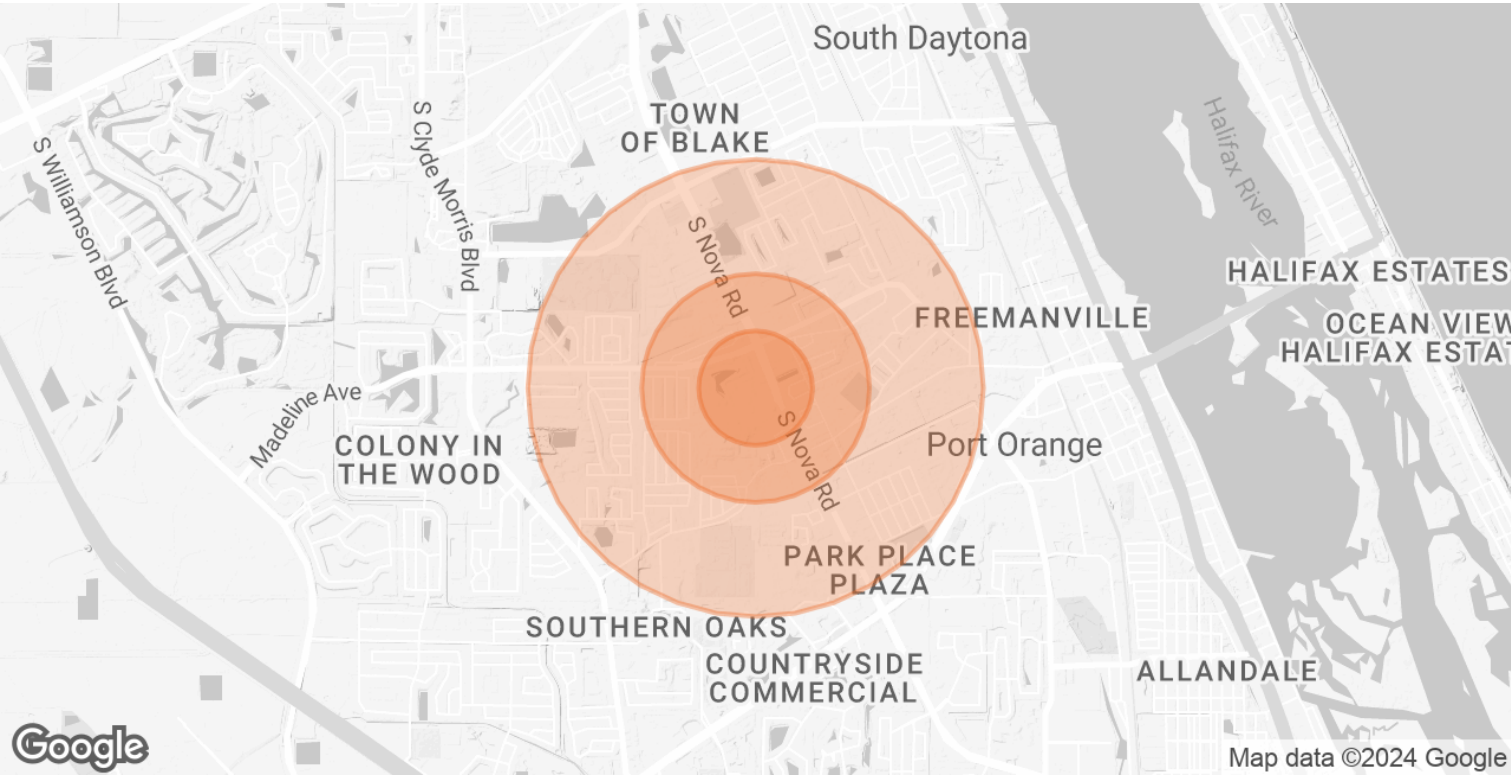 South Daytona
TOWN
OF BLAKE
S Clyde Morris Blvd
S Williamson Blvd
Halifax River
S Nova Rd
HALIFAX ESTATES
FREEMANVILLE
OCEAN VIEW
HALIFAX ESTAT
Madeline Ave
COLONY IN
THE WOOD
S Nova Rd
Port Orange
PARK PLACE
PLAZA
SOUTHERN OAKS
COUNTRYSIDE
COMMERCIAL
ALLANDALE
Google
Map data ©2024 Google